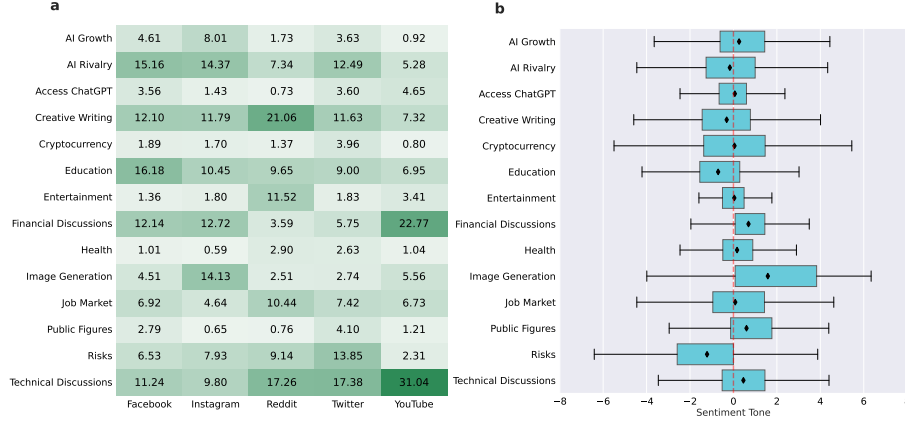 a
AI Growth 4.61 8.01 1.73 3.63 0.92
AI Rivalry 15.16 14.37 7.34 12.49 5.28
Access ChatGPT 3.56 1.43 0.73 3.60 4.65
Creative Writing 12.10 11.79 21.06 11.63 7.32
Cryptocurrency 1.89 1.70 1.37 3.96 0.80
Education 16.18 10.45 9.65 9.00 6.95
Entertainment 1.36 1.80 11.52 1.83 3.41
Financial Discussions 12.14 12.72 3.59 5.75 22.77
Health 1.01 0.59 2.90 2.63 1.04
Image Generation 4.51 14.13 2.51 2.74 5.56
Job Market 6.92 4.64 10.44 7.42 6.73
Public Figures 2.79 0.65 0.76 4.10 1.21
Risks 6.53 7.93 9.14 13.85 2.31
Technical Discussions 11.24 9.80 17.26 17.38 31.04
Facebook Instagram Reddit Twitter YouTube
b
AI Growth
AI Rivalry
Access ChatGPT
Creative Writing
Cryptocurrency
Education
Entertainment
Financial Discussions
Health
Image Generation
Job Market
Public Figures
Risks
Technical Discussions
−8 −6 −4 −2 0 2 4 6 8
Sentiment Tone